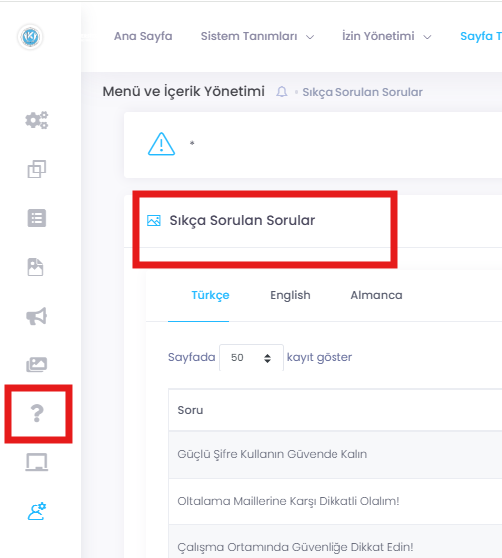 Ana Sayfa Sistem Tanımları İzin Yönetimi Sayfa T
Menü ve İçerik Yönetimi Sıkça Sorulan Sorular
*
Sıkça Sorulan Sorular
Türkçe English Almanca
Sayfada 50 kayıt göster
Soru
Güçlü Şifre Kullanın Güvende Kalın
Oltalama Maillerine Karşı Dikkatli Olalım!
Çalışma Ortamında Güvenliğe Dikkat Edin!